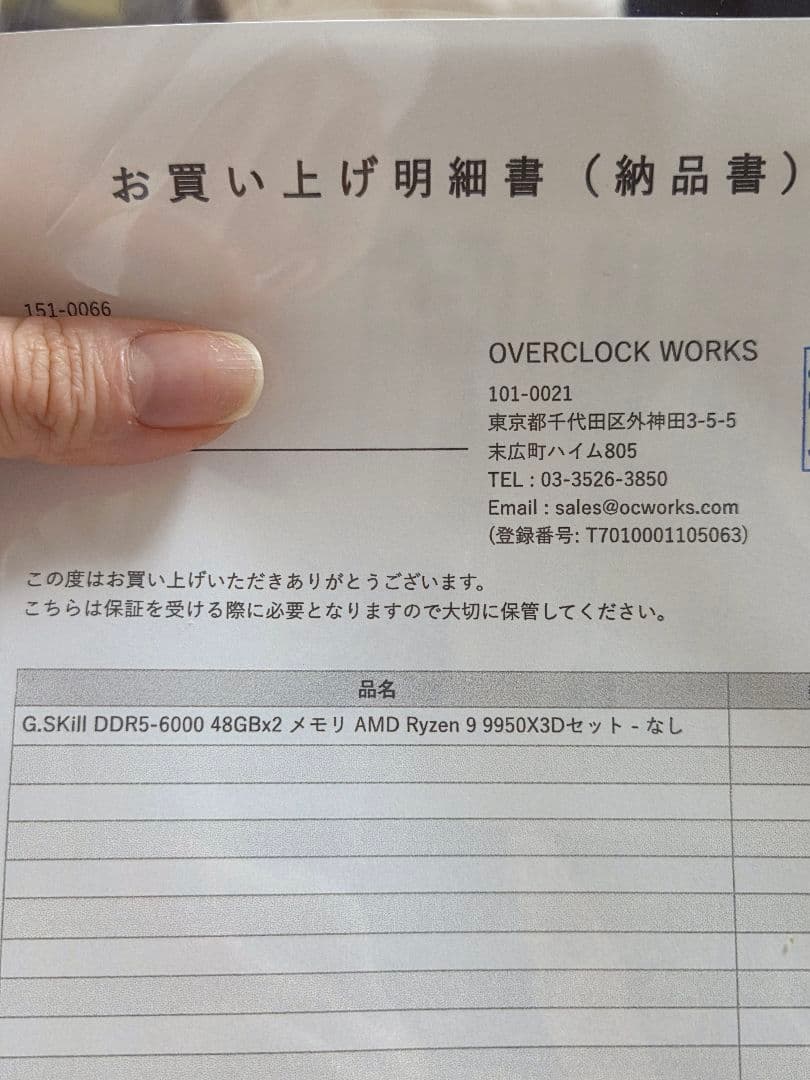 お買い上げ明細書（納品書）
151-0066
OVERCLOCK WORKS
101-0021
東京都千代田区外神田3-5-5
末広町ハイム805
TEL : 03-3526-3850
Email : sales@ocworks.com
(登録番号: T7010001105063)
この度はお買い上げいただきありがとうございます。
こちらは保証を受ける際に必要となりますので大切に保管してください。
品名
G.SKill DDR5-6000 48GBx2 メモリ AMD Ryzen 9 9950X3Dセット - なし